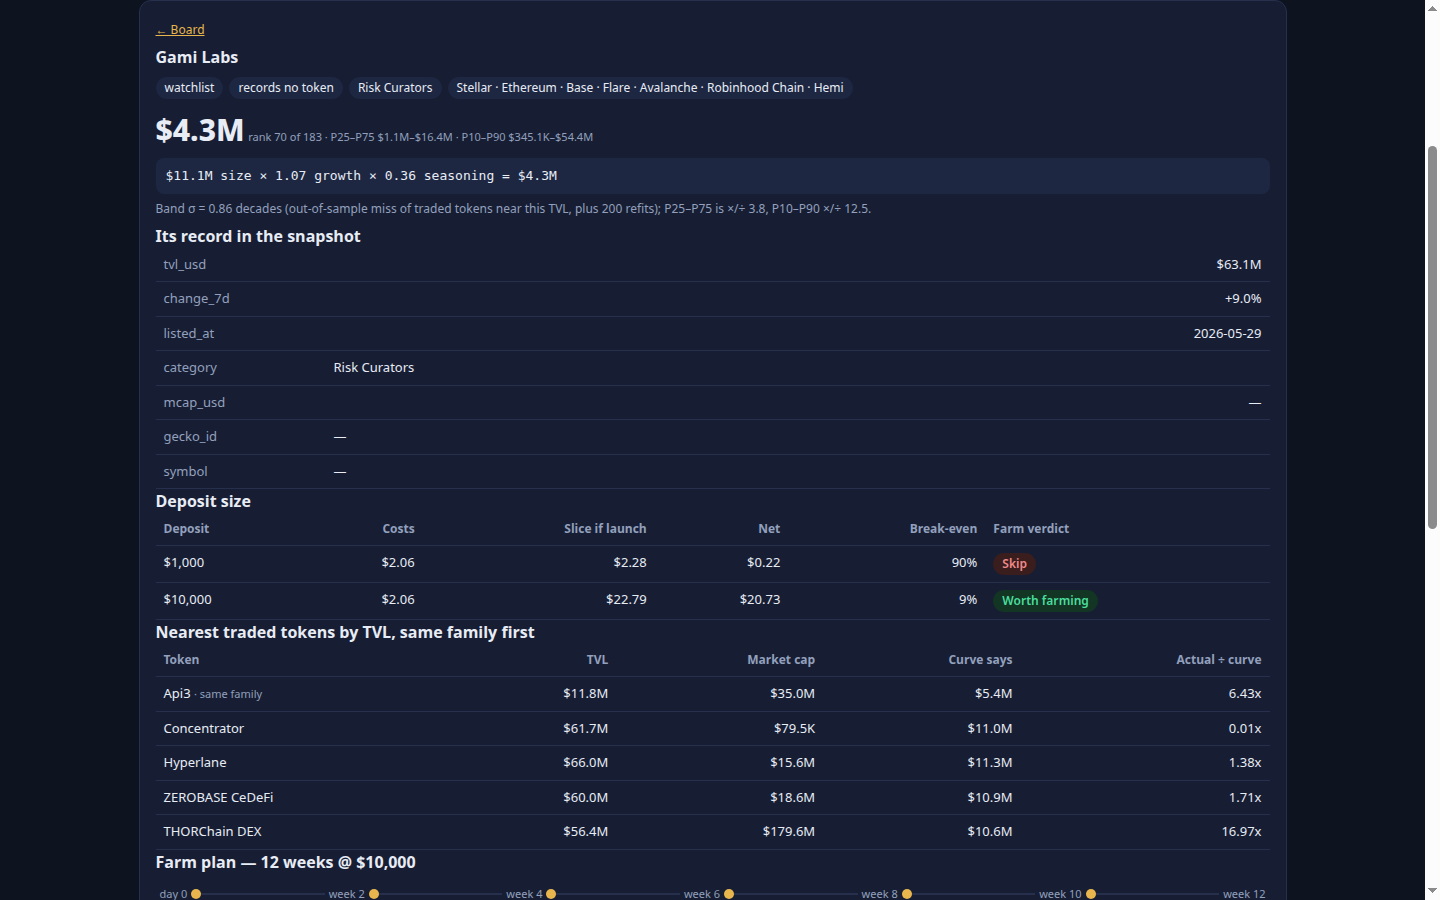 ← Board
Gami Labs
watchlist records no token Risk Curators Stellar · Ethereum · Base · Flare · Avalanche · Robinhood Chain · Hemi
$4.3M rank 70 of 183 · P25–P75 $1.1M–$16.4M · P10–P90 $345.1K–$54.4M
$11.1M size × 1.07 growth × 0.36 seasoning = $4.3M
Band σ = 0.86 decades (out-of-sample miss of traded tokens near this TVL, plus 200 refits); P25–P75 is ×/÷ 3.8, P10–P90 ×/÷ 12.5.
Its record in the snapshot
tvl_usd $63.1M
change_7d +9.0%
listed_at 2026-05-29
category Risk Curators
mcap_usd —
gecko_id —
symbol —
Deposit size
Deposit Costs Slice if launch Net Break-even Farm verdict
$1,000 $2.06 $2.28 $0.22 90% Skip
$10,000 $2.06 $22.79 $20.73 9% Worth farming
Nearest traded tokens by TVL, same family first
Token TVL Market cap Curve says Actual ÷ curve
Api3 · same family $11.8M $35.0M $5.4M 6.43x
Concentrator $61.7M $79.5K $11.0M 0.01x
Hyperlane $66.0M $15.6M $11.3M 1.38x
ZEROBASE CeDeFi $60.0M $18.6M $10.9M 1.71x
THORChain DEX $56.4M $179.6M $10.6M 16.97x
Farm plan — 12 weeks @ $10,000
day 0 week 2 week 4 week 6 week 8 week 10 week 12